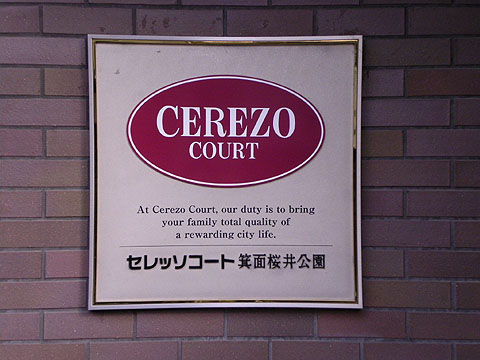 CEREZO
COURT
At Cerezo Court, our duty is to bring
your family total quality of
a rewarding city life.
セレッソコート 箕面桜井公園